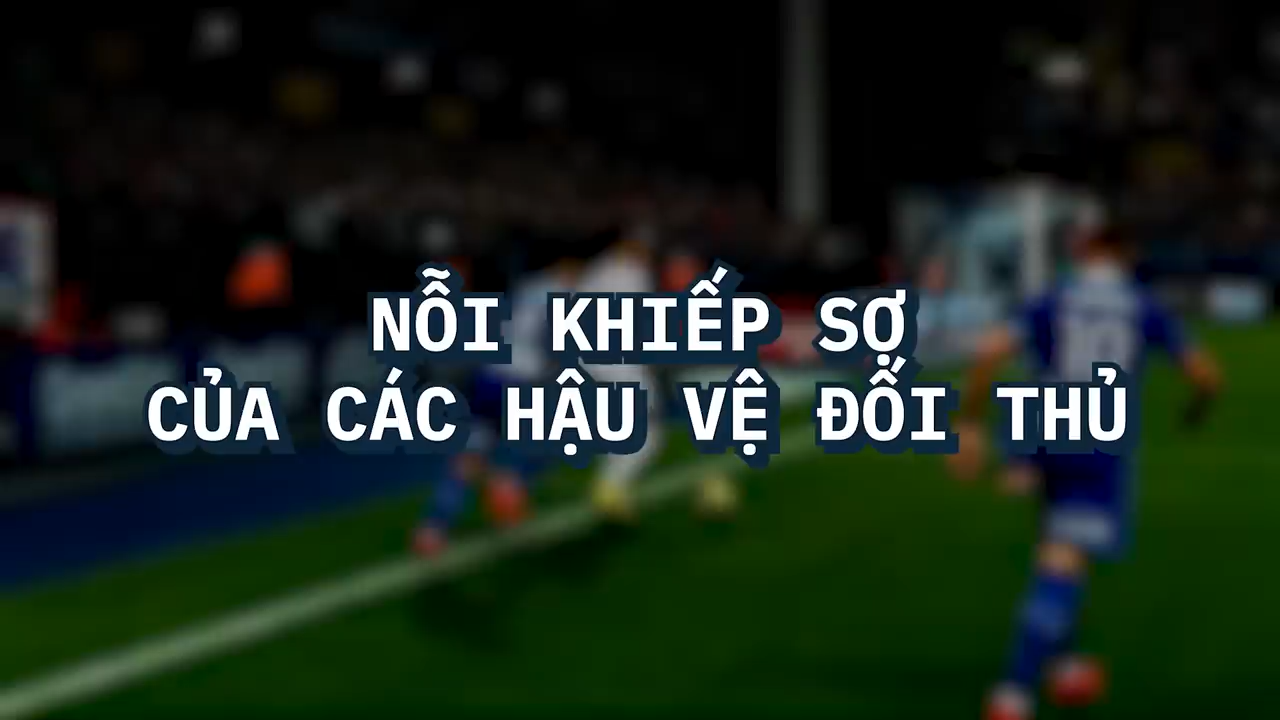 NỖI KHIẾP SỢ
CỦA CÁC HẬU VỆ ĐỐI THỦ